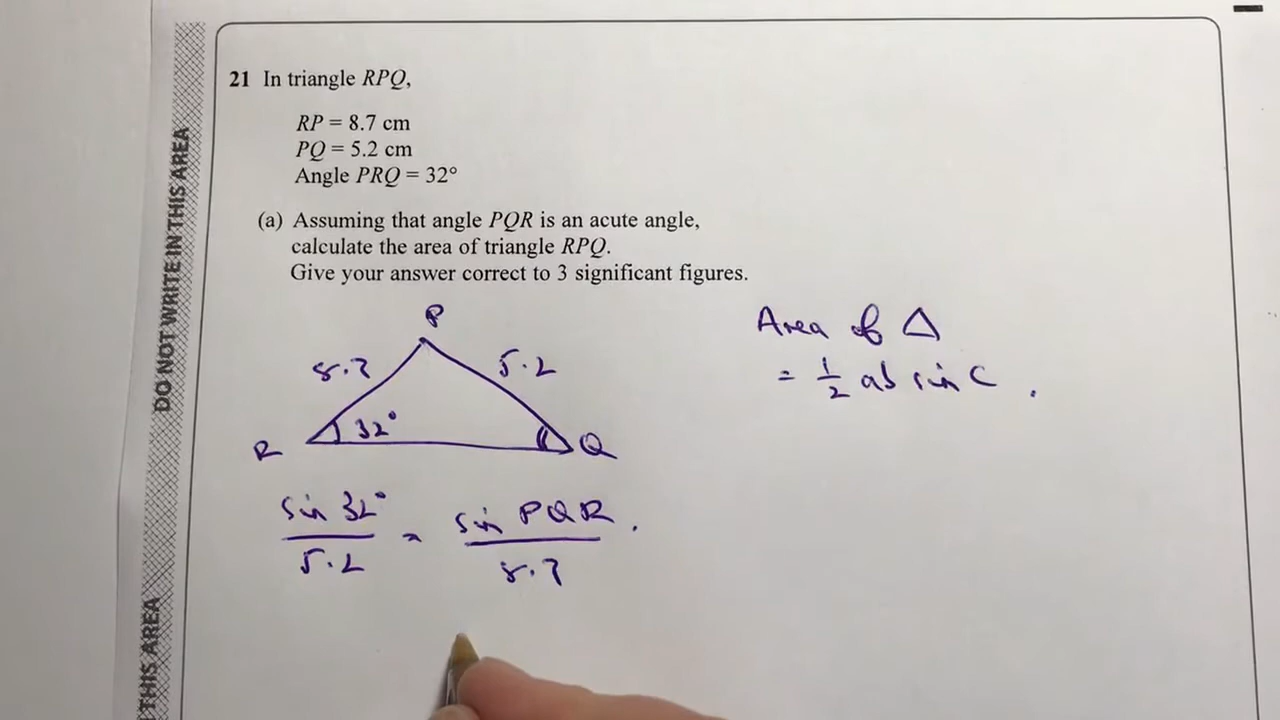 21 In triangle RPQ,
RP = 8.7 cm
PQ = 5.2 cm
Angle PRQ = 32°
(a) Assuming that angle PQR is an acute angle,
calculate the area of triangle RPQ.
Give your answer correct to 3 significant figures.
P
8.7
5.2
32°
R
Q
Area of △
= 1/2 ab sin C .
sin 32° / 5.2 = sin PQR / 8.7 .
DO NOT WRITE IN THIS AREA
THIS AREA